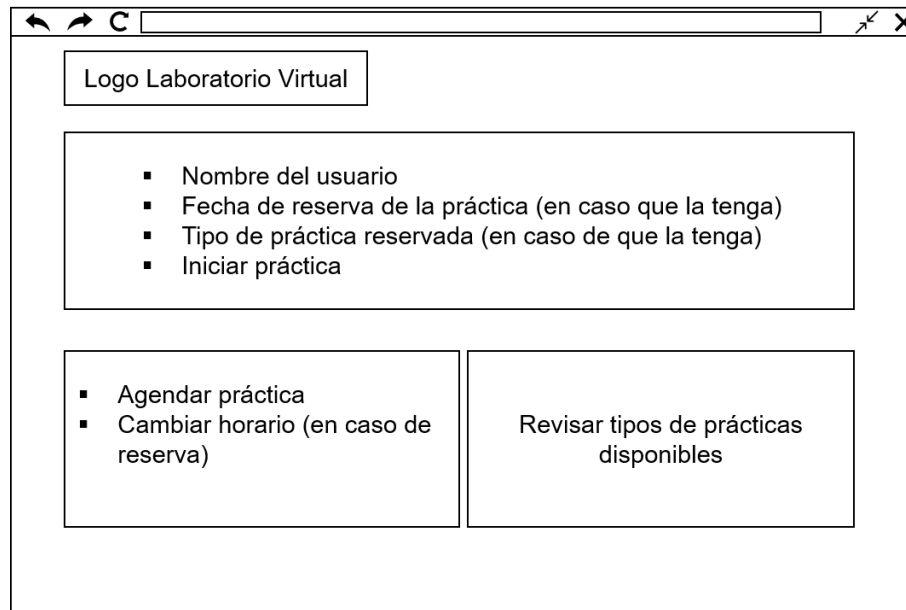 Logo Laboratorio Virtual
▪ Nombre del usuario
▪ Fecha de reserva de la práctica (en caso que la tenga)
▪ Tipo de práctica reservada (en caso de que la tenga)
▪ Iniciar práctica
▪ Agendar práctica
▪ Cambiar horario (en caso de
reserva)
Revisar tipos de prácticas
disponibles